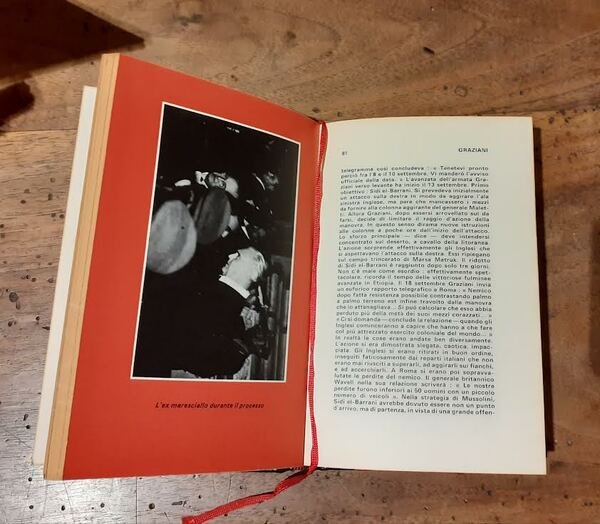 L'ex maresciallo durante il processo
81 GRAZIANI
telegramma così concludeva : « Tenetevi pronto
perciò fra l'8 e il 10 settembre. Vi manderò l'avviso
ufficiale della data. » L'avanzata dell'armata Gra-
ziani verso levante ha inizio il 13 settembre. Primo
obiettivo : Sidi el-Barrani. Si prevedeva inizialmente
un attacco sulla destra in modo da aggirare l'ala
sinistra inglese, ma pare che mancassero i mezzi
da fornire alla colonna aggirante del generale Malet-
ti. Allura Graziani, dopo essersi arrovellato sul da
farsi, decide di limitare il raggio d'azione della
manovra. In questo senso dirama nuove istruzioni
alle colonne a poche ore dall'inizio dell'attacco.
Lo sforzo principale — dice — deve intendersi
concentrato sul deserto, a cavallo della litoranea.
L'azione sorprende effettivamente gli Inglesi che
si aspettavano l'attacco sulla destra. Essi ripiegano
sul campo trincerato di Marsa Matruk. Il ridotto
di Sidi el-Barrani è raggiunto dopo solo tre giorni.
Non c'è male come esordio : effettivamente spet-
tacolare, ricorda il tempo delle vittoriose fulminee
avanzate in Etiopia. Il 18 settembre Graziani invia
un euforico rapporto telegrafico a Roma : « Nemico
dopo fatta resistenza possibile contrastando palmo
a palmo terreno est infine travolto dalla manovra
che lo attanagliava... Si può calcolare che esso abbia
perduto più della metà dei suoi mezzi corazzati... »
« Crsi domanda — conclude la relazione — quando gli
Inglesi cominceranno a capire che hanno a che fare
col più attrezzato esercito coloniale del mondo... »
In realtà le cose erano andate ben diversamente.
L'azione si era dimostrata slegata, caotica, impac-
ciata. Gli Inglesi si erano ritirati in buon ordine,
inseguiti faticosamente dai reparti italiani che non
erano mai riusciti a superarli, ad aggirarli sui fianchi,
e ad accerchiarli. A Roma si erano poi soprav-
valutate le perdite del nemico. Il generale britannico
Wavell nella sua relazione scriverà : « Le nostre
perdite furono inferiori ai 50 uomini con un piccolo
numero di veicoli ». Nella strategia di Mussolini,
Sidi el-Barrani avrebbe dovuto essere non un punto
d'arrivo, ma di partenza, in vista di una grande offen-